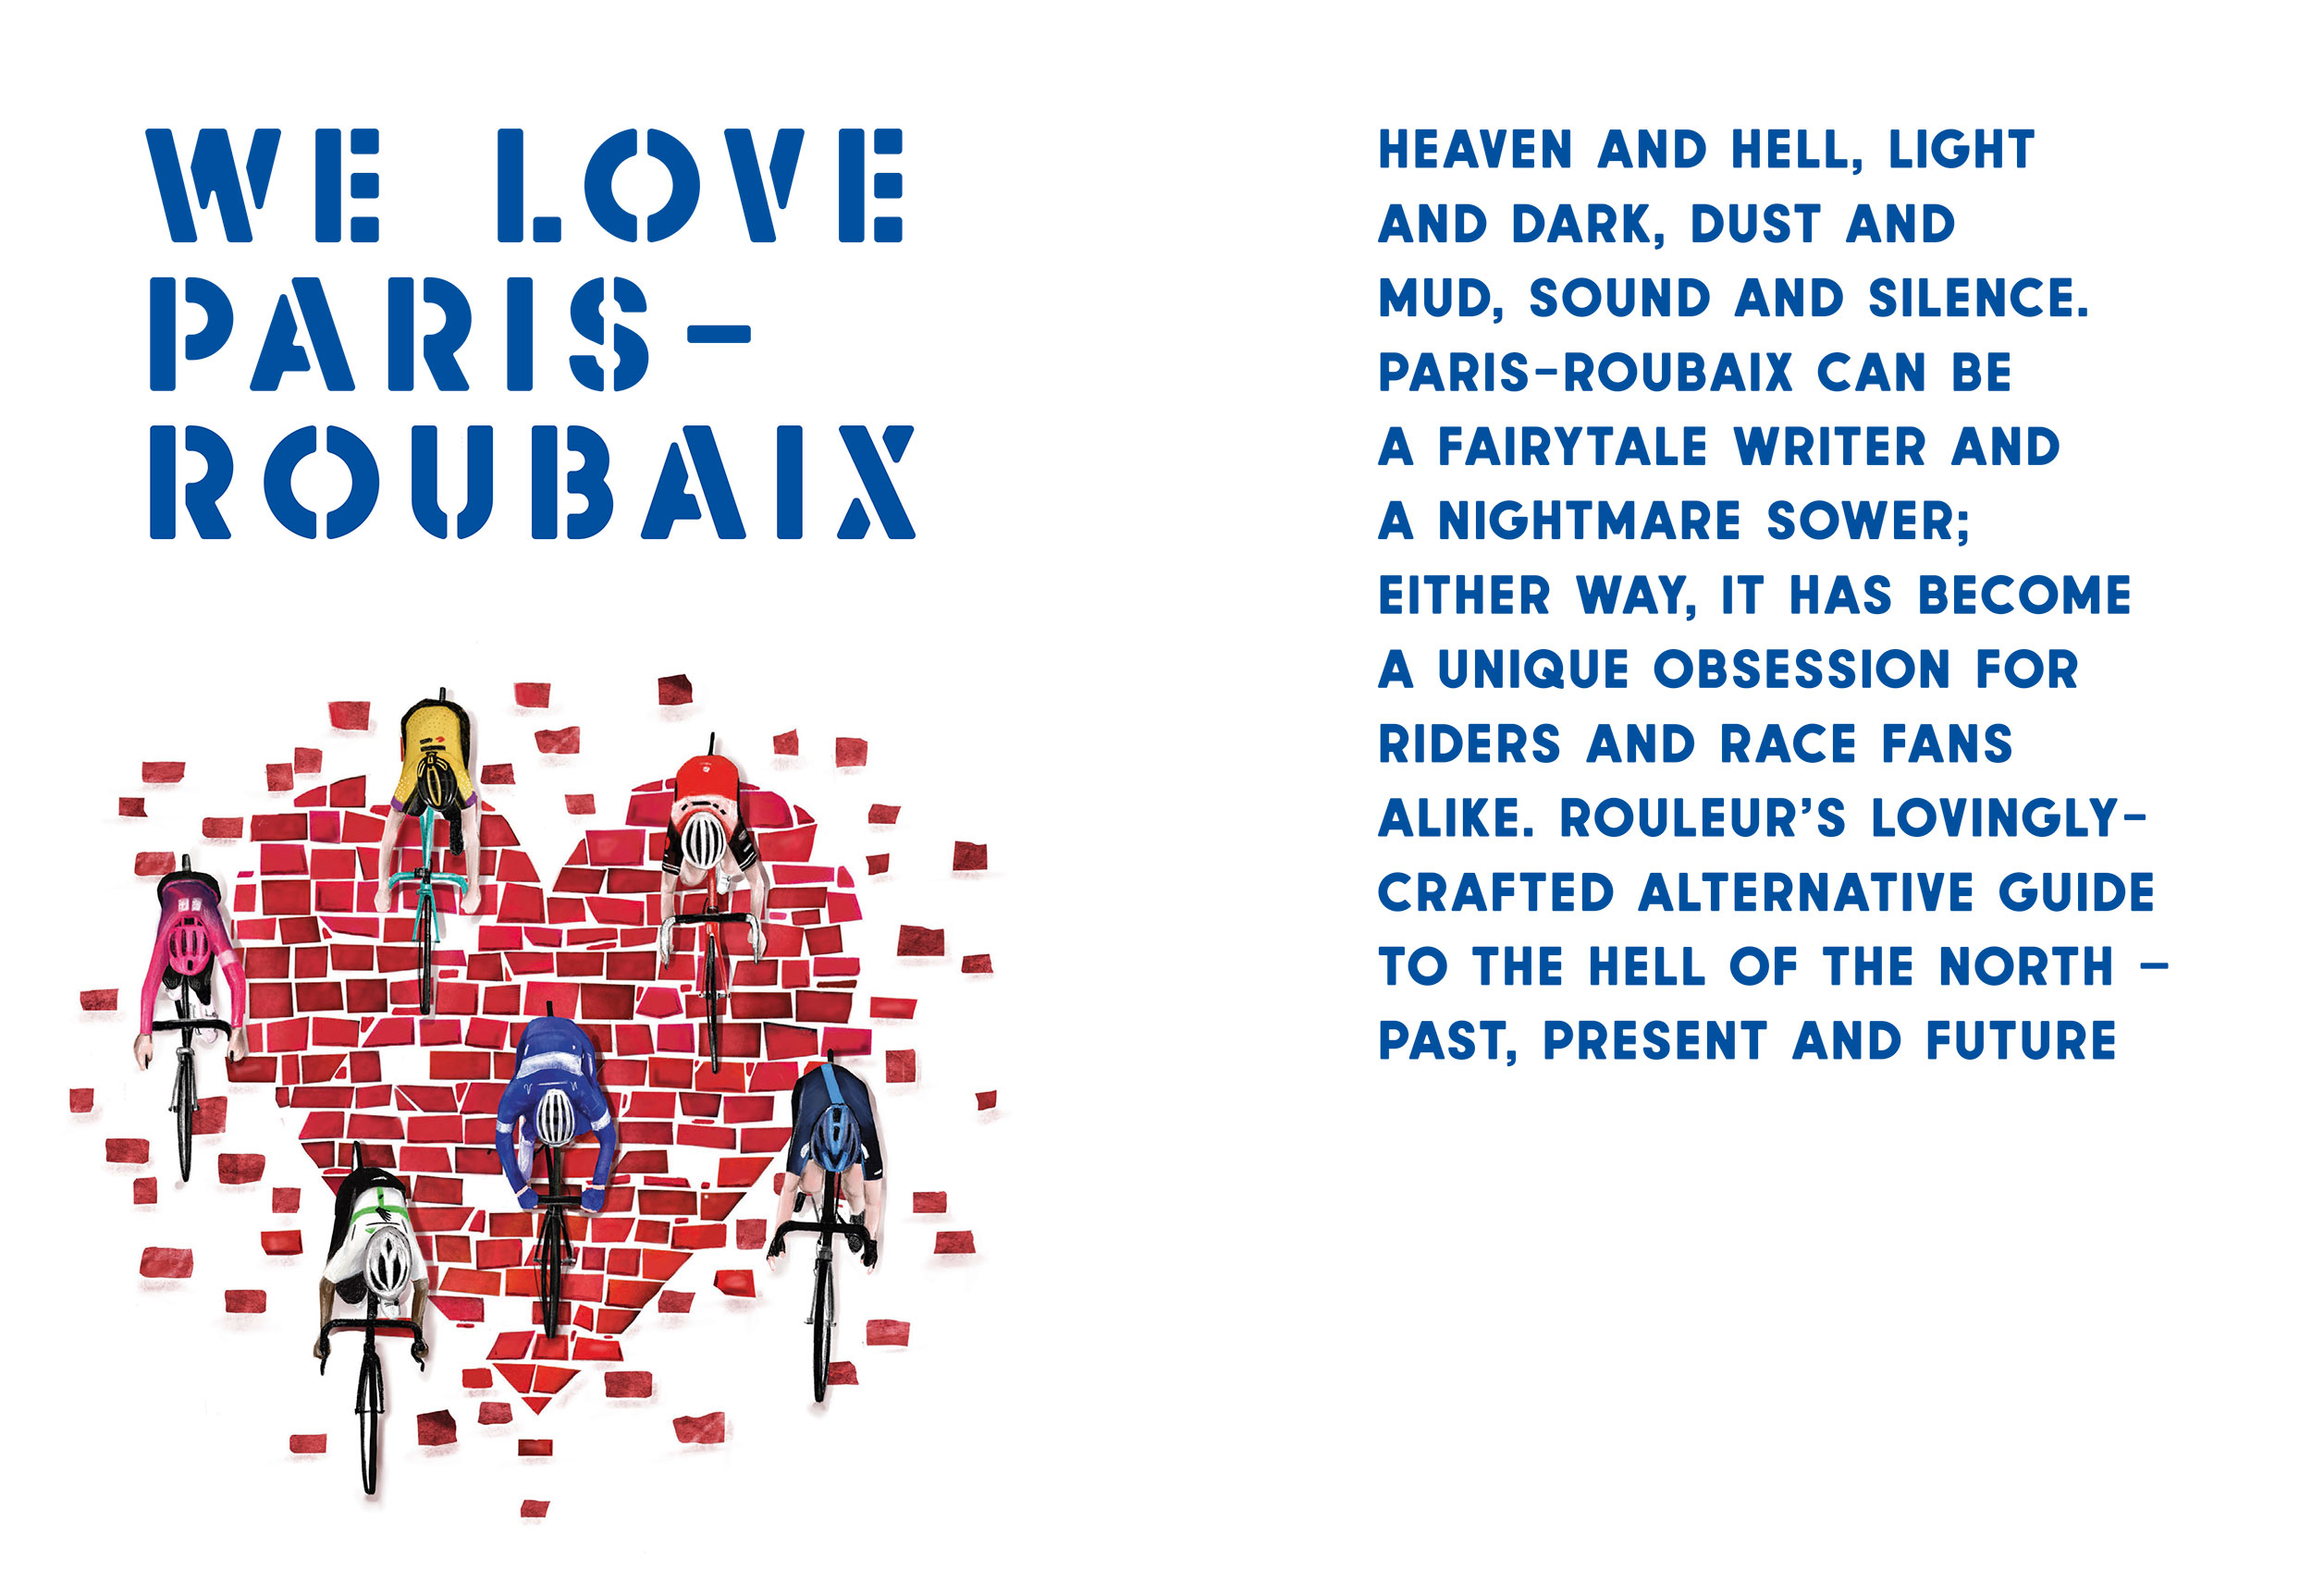 WE LOVE
PARIS-
ROUBAIX
HEAVEN AND HELL, LIGHT
AND DARK, DUST AND
MUD, SOUND AND SILENCE.
PARIS-ROUBAIX CAN BE
A FAIRYTALE WRITER AND
A NIGHTMARE SOWER;
EITHER WAY, IT HAS BECOME
A UNIQUE OBSESSION FOR
RIDERS AND RACE FANS
ALIKE. ROULEUR’S LOVINGLY-
CRAFTED ALTERNATIVE GUIDE
TO THE HELL OF THE NORTH –
PAST, PRESENT AND FUTURE